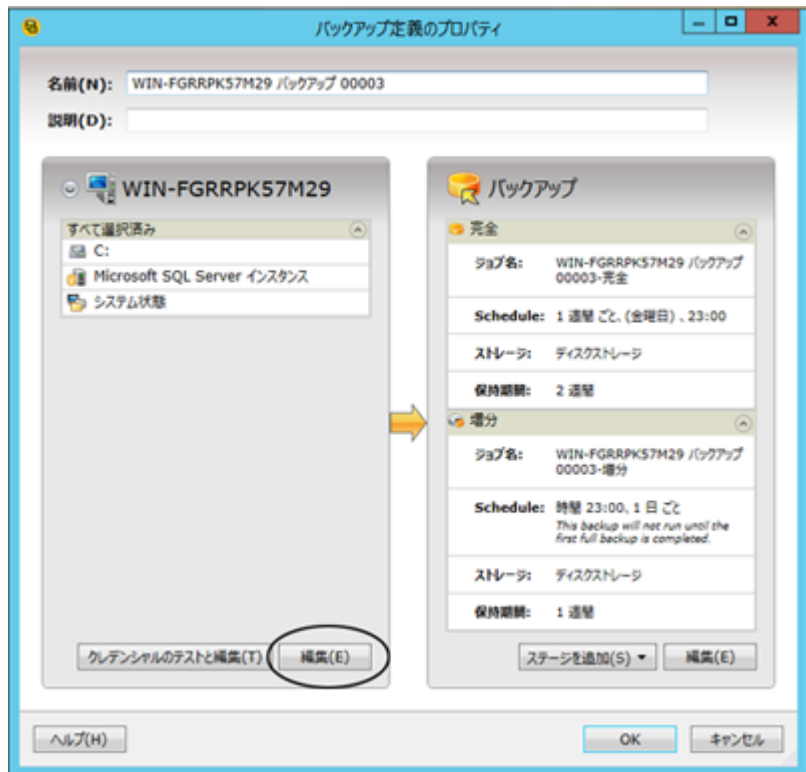 バックアップ定義のプロパティ
名前(N): WIN-FGRRPK57M29 バックアップ 00003
説明(D):
WIN-FGRRPK57M29
すべて選択済み
C:
Microsoft SQL Server インスタンス
システム状態
クレデンシャルのテストと編集(T)
編集(E)
バックアップ
完全
ジョブ名: WIN-FGRRPK57M29 バックアップ
00003-完全
Schedule: 1 週間 ごと、(金曜日) 、23:00
ストレージ: ディスクストレージ
保持期間: 2 週間
増分
ジョブ名: WIN-FGRRPK57M29 バックアップ
00003-増分
Schedule: 時間 23:00、1 日 ごと
This backup will not run until the
first full backup is completed.
ストレージ: ディスクストレージ
保持期間: 1 週間
ステージを追加(S)
編集(E)
ヘルプ(H)
OK
キャンセル